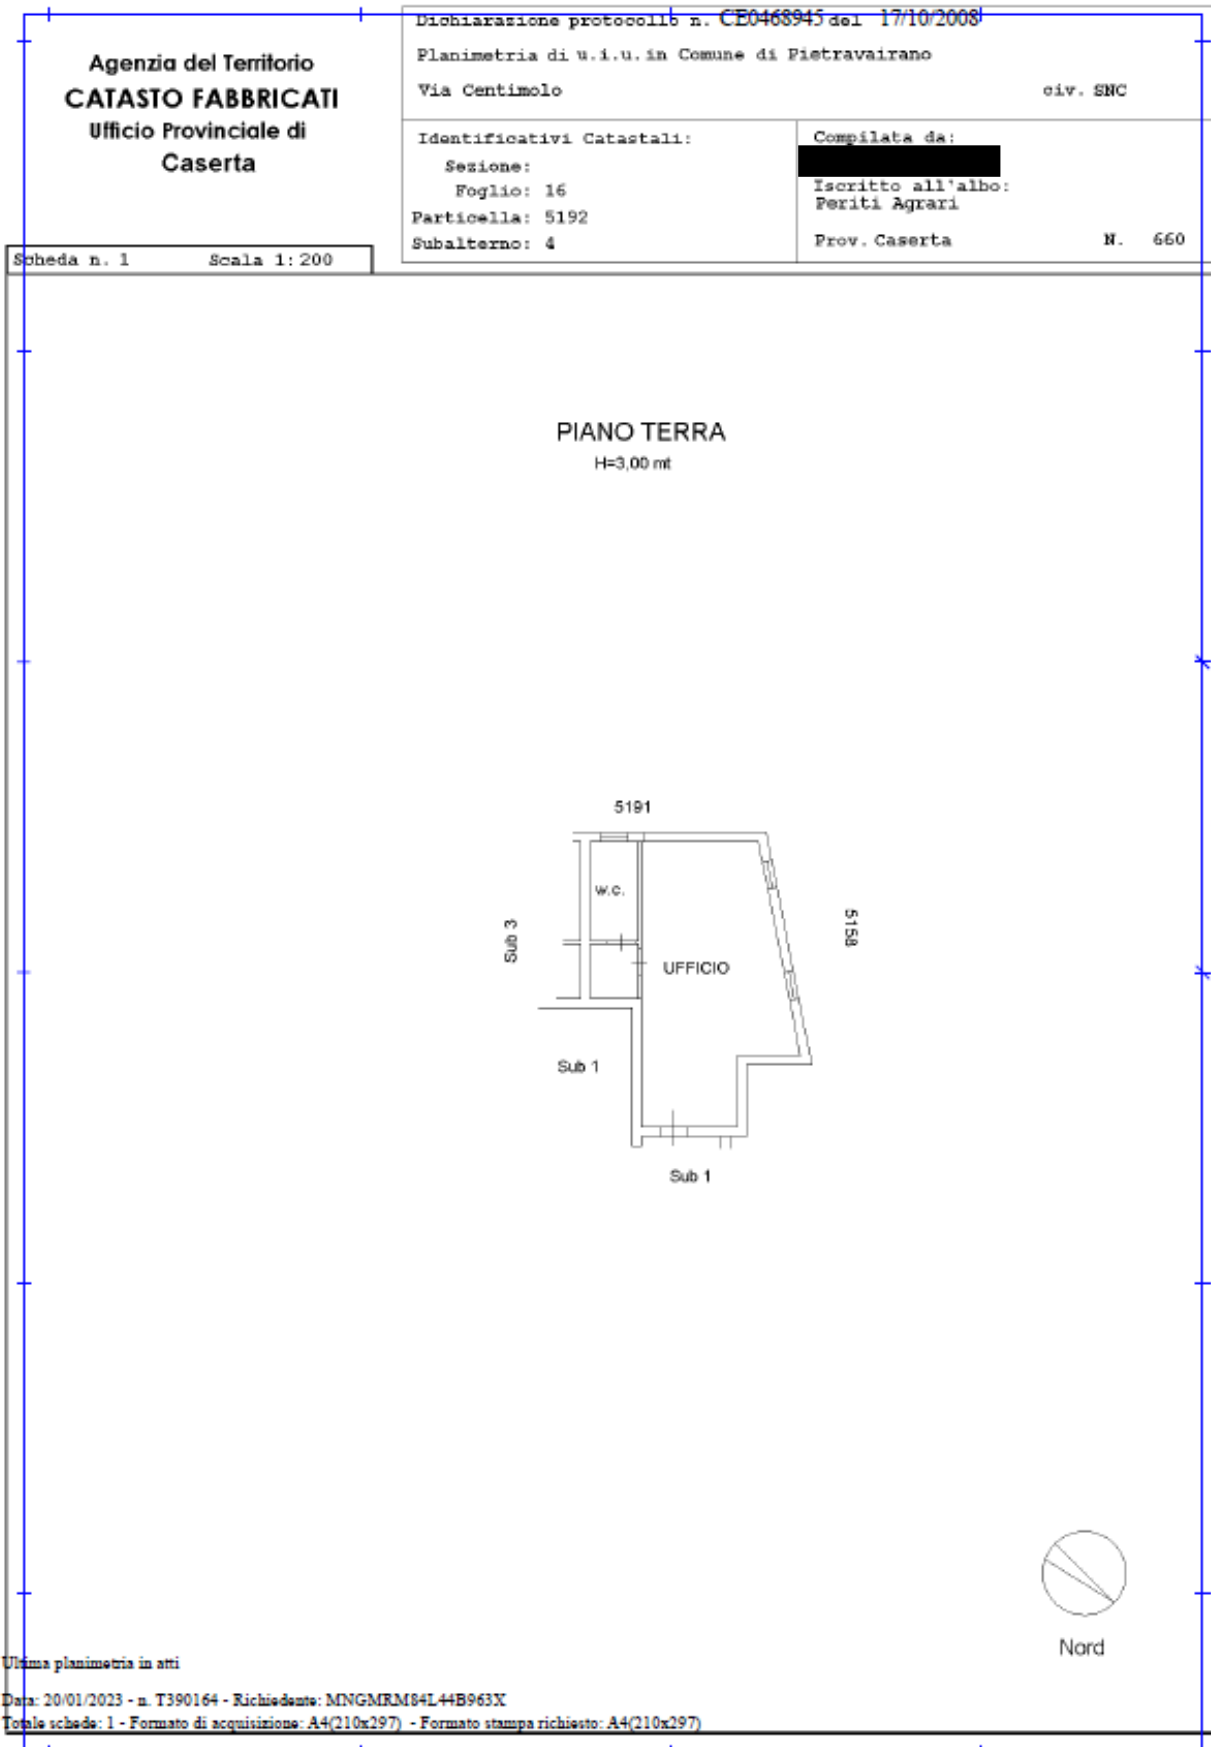 Agenzia del Territorio
CATASTO FABBRICATI
Ufficio Provinciale di
Caserta
Dichiarazione protocollo n. CE0468945 del 17/10/2008
Planimetria di u.i.u. in Comune di Pietravairano
Via Centimolo civ. SNC
Identificativi Catastali:
Sezione:
Foglio: 16
Particella: 5192
Subalterno: 4
Compilata da:
Iscritto all'albo:
Periti Agrari
Prov. Caserta N. 660
Scheda n. 1 Scala 1:200
PIANO TERRA
H=3,00 mt
5191
w.c.
Sub 3
5158
UFFICIO
Sub 1
Sub 1
Nord
Ultima planimetria in atti
Data: 20/01/2023 - n. T390164 - Richiedente: MNGMRM84L44B963X
Totale schede: 1 - Formato di acquisizione: A4(210x297) - Formato stampa richiesto: A4(210x297)